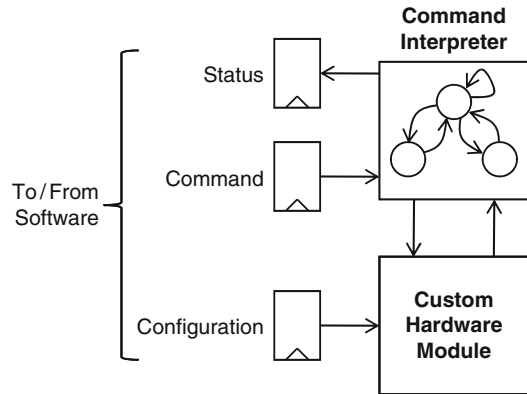 Command
Interpreter
Status
Command
To / From
Software
Configuration
Custom
Hardware
Module